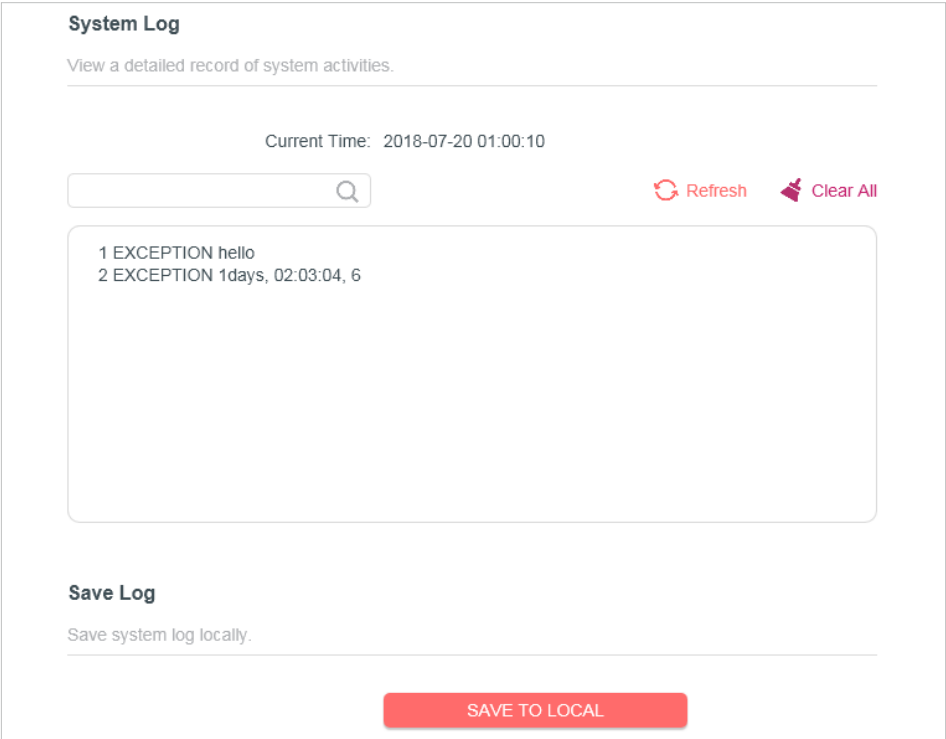 System Log
View a detailed record of system activities.
Current Time: 2018-07-20 01:00:10
Refresh
Clear All
1 EXCEPTION hello
2 EXCEPTION 1days, 02:03:04, 6
Save Log
Save system log locally.
SAVE TO LOCAL